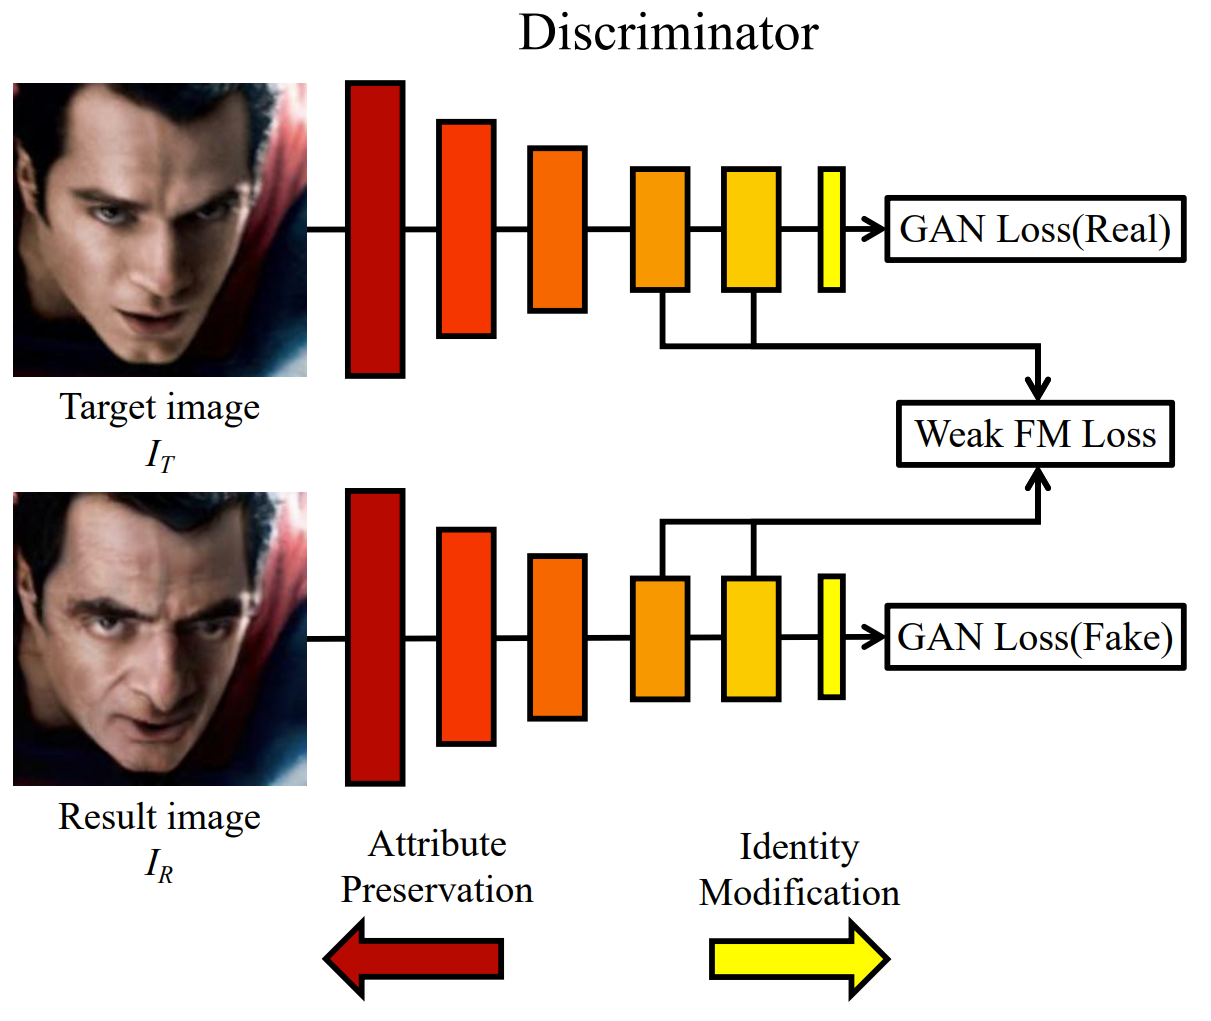 Discriminator
GAN Loss(Real)
Target image
I_T
Weak FM Loss
GAN Loss(Fake)
Result image
I_R
Attribute
Preservation
Identity
Modification